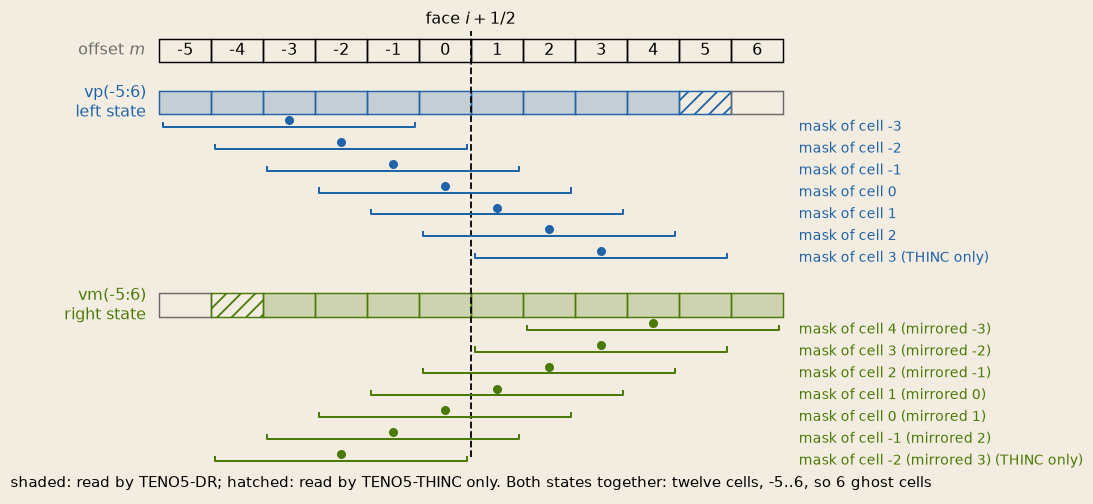 face i + 1/2
offset m -5 -4 -3 -2 -1 0 1 2 3 4 5 6
vp(-5:6)
left state
mask of cell -3
mask of cell -2
mask of cell -1
mask of cell 0
mask of cell 1
mask of cell 2
mask of cell 3 (THINC only)
vm(-5:6)
right state
mask of cell 4 (mirrored -3)
mask of cell 3 (mirrored -2)
mask of cell 2 (mirrored -1)
mask of cell 1 (mirrored 0)
mask of cell 0 (mirrored 1)
mask of cell -1 (mirrored 2)
mask of cell -2 (mirrored 3) (THINC only)
shaded: read by TENO5-DR; hatched: read by TENO5-THINC only. Both states together: twelve cells, -5..6, so 6 ghost cells